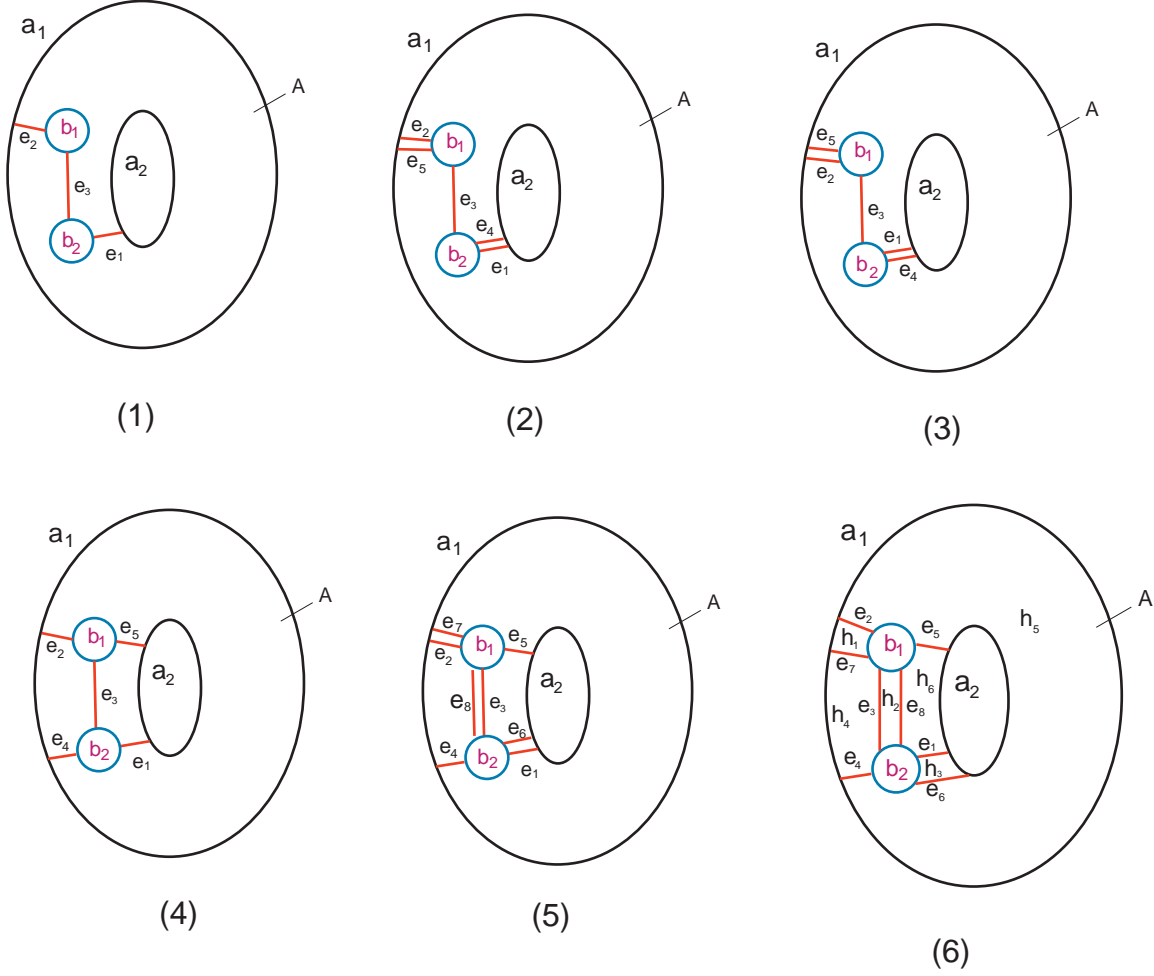 a1 A e2 b1 a2 e3 b2 e1
(1)
a1 A e2 e5 b1 a2 e3 e4 b2 e1
(2)
a1 A e5 e2 b1 a2 e3 e1 b2 e4
(3)
a1 A b1 e5 e2 a2 e3 e4 b2 e1
(4)
a1 A e7 b1 e5 e2 a2 e8 e3 e6 e4 b2 e1
(5)
a1 A e2 h5 h1 b1 e5 e7 h6 a2 h4 e3 h2 e8 e1 e4 b2 h3 e6
(6)